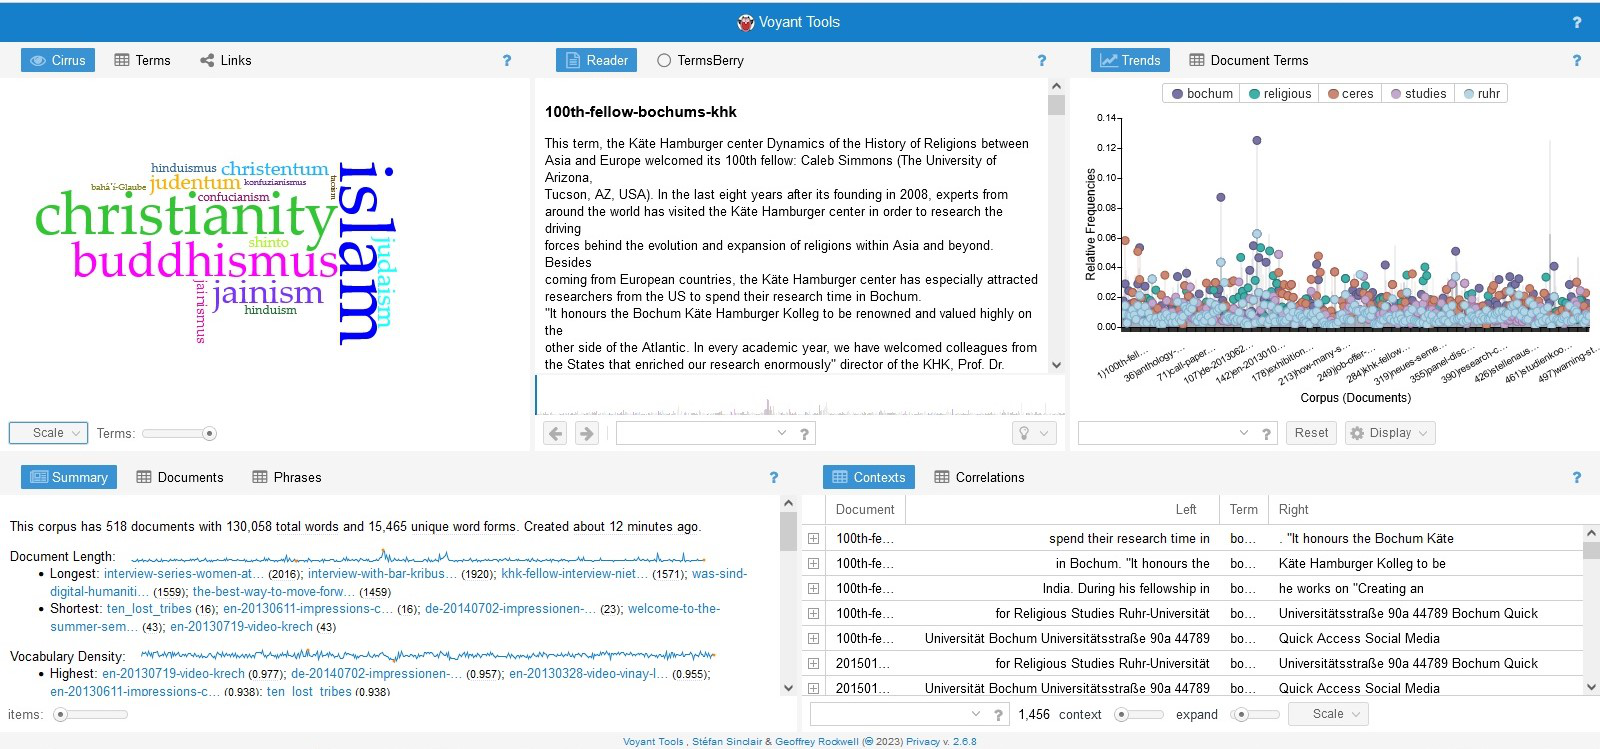 Voyant Tools
?
Cirrus Terms Links ?
Reader TermsBerry ?
Trends Document Terms ?
hinduismus christentum
bahá'í-Glaube judentum konfuzianismus
confucianism
christianity
shinto
buddhismus
jainism
hinduism
jainismus
islam
judaism
Scale Terms:
100th-fellow-bochums-khk
This term, the Käte Hamburger center Dynamics of the History of Religions between
Asia and Europe welcomed its 100th fellow: Caleb Simmons (The University of
Arizona,
Tucson, AZ, USA). In the last eight years after its founding in 2008, experts from
around the world has visited the Käte Hamburger center in order to research the
driving
forces behind the evolution and expansion of religions within Asia and beyond.
Besides
coming from European countries, the Käte Hamburger center has especially attracted
researchers from the US to spend their research time in Bochum.
"It honours the Bochum Käte Hamburger Kolleg to be renowned and valued highly on
the
other side of the Atlantic. In every academic year, we have welcomed colleagues from
the States that enriched our research enormously" director of the KHK, Prof. Dr.
?
bochum religious ceres studies ruhr
Relative Frequencies
0.14
0.12
0.10
0.08
0.06
0.04
0.02
0.00
1)100th-fell…
36)anthology-…
71)call-paper…
107)de-2013062…
142)en-2013010…
178)exhibition…
213)how-many-s…
249)job-offer-…
284)khk-fellow…
319)neues-seme…
355)panel-disc…
390)research-c…
426)stellenaus…
461)studienkoo…
497)warning-st…
Corpus (Documents)
? Reset Display
Summary Documents Phrases ?
This corpus has 518 documents with 130,058 total words and 15,465 unique word forms. Created about 12 minutes ago.
Document Length:
• Longest: interview-series-women-at… (2016); interview-with-bar-kribus… (1920); khk-fellow-interview-niet… (1571); was-sind-
digital-humaniti… (1559); the-best-way-to-move-forw… (1459)
• Shortest: ten_lost_tribes (16); en-20130611-impressions-c… (16); de-20140702-impressionen-… (23); welcome-to-the-
summer-sem… (43); en-20130719-video-krech (43)
Vocabulary Density:
• Highest: en-20130719-video-krech (0.977); de-20140702-impressionen-… (0.957); en-20130328-video-vinay-l… (0.955);
en-20130611-impressions-c… (0.938); ten_lost_tribes (0.938)
items:
Contexts Correlations ?
Document Left Term Right
100th-fe… spend their research time in bo… . "It honours the Bochum Käte
100th-fe… in Bochum. "It honours the bo… Käte Hamburger Kolleg to be
100th-fe… India. During his fellowship in bo… he works on "Creating an
100th-fe… for Religious Studies Ruhr-Universität bo… Universitätsstraße 90a 44789 Bochum Quick
100th-fe… Universität Bochum Universitätsstraße 90a 44789 bo… Quick Access Social Media
201501… for Religious Studies Ruhr-Universität bo… Universitätsstraße 90a 44789 Bochum Quick
201501… Universität Bochum Universitätsstraße 90a 44789 bo… Quick Access Social Media
? 1,456 context expand Scale
Voyant Tools , Stéfan Sinclair & Geoffrey Rockwell (© 2023) Privacy v. 2.6.8